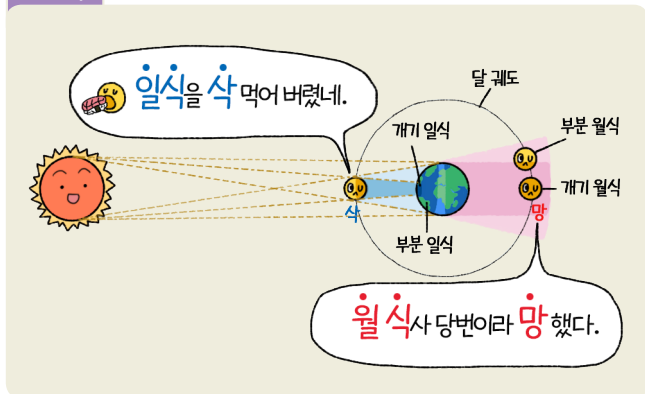 일식을 삭 먹어 버렸네.
달 궤도
개기 일식
부분 월식
개기 월식
삭
망
부분 일식
월 식사 당번이라 망했다.